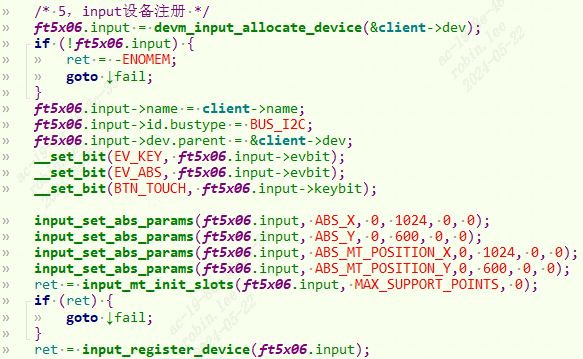 /* 5，input设备注册 */
ft5x06.input = devm_input_allocate_device(&client->dev);
if (!ft5x06.input) {
ret = -ENOMEM;
goto ↓fail;
}
ft5x06.input->name = client->name;
ft5x06.input->id.bustype = BUS_I2C;
ft5x06.input->dev.parent = &client->dev;
__set_bit(EV_KEY, ft5x06.input->evbit);
__set_bit(EV_ABS, ft5x06.input->evbit);
__set_bit(BTN_TOUCH, ft5x06.input->keybit);
input_set_abs_params(ft5x06.input, ABS_X, 0, 1024, 0, 0);
input_set_abs_params(ft5x06.input, ABS_Y, 0, 600, 0, 0);
input_set_abs_params(ft5x06.input, ABS_MT_POSITION_X,0, 1024, 0, 0);
input_set_abs_params(ft5x06.input, ABS_MT_POSITION_Y,0, 600, 0, 0);
ret = input_mt_init_slots(ft5x06.input, MAX_SUPPORT_POINTS, 0);
if (ret) {
goto ↓fail;
}
ret = input_register_device(ft5x06.input);